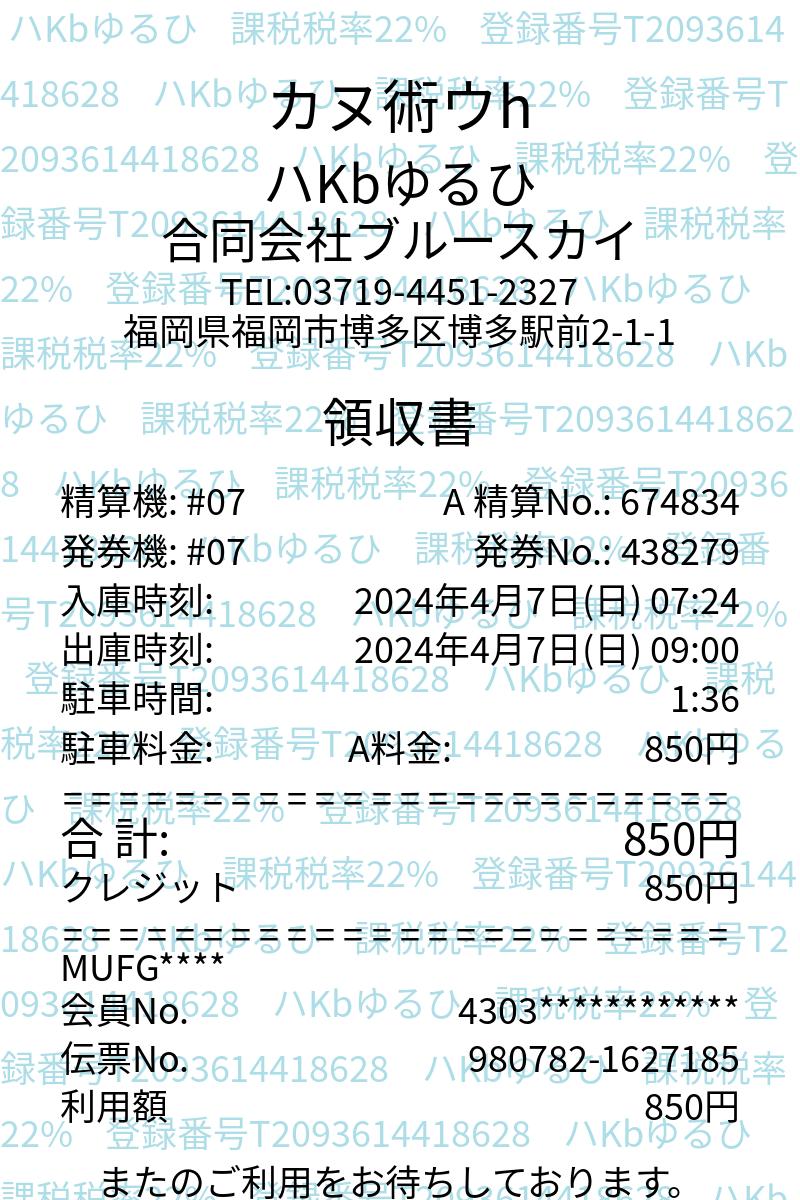 カヌ術ウh
ハKbゆるひ
合同会社ブルースカイ
TEL:03719-4451-2327
福岡県福岡市博多区博多駅前2-1-1
領収書
精算機: #07 A 精算No.: 674834
発券機: #07 発券No.: 438279
入庫時刻: 2024年4月7日(日) 07:24
出庫時刻: 2024年4月7日(日) 09:00
駐車時間: 1:36
駐車料金: A料金: 850円
========================
合 計: 850円
クレジット 850円
========================
MUFG****
会員No. 4303************
伝票No. 980782-1627185
利用額 850円
またのご利用をお待ちしております。
ハKbゆるひ 課税税率22% 登録番号T2093614418628